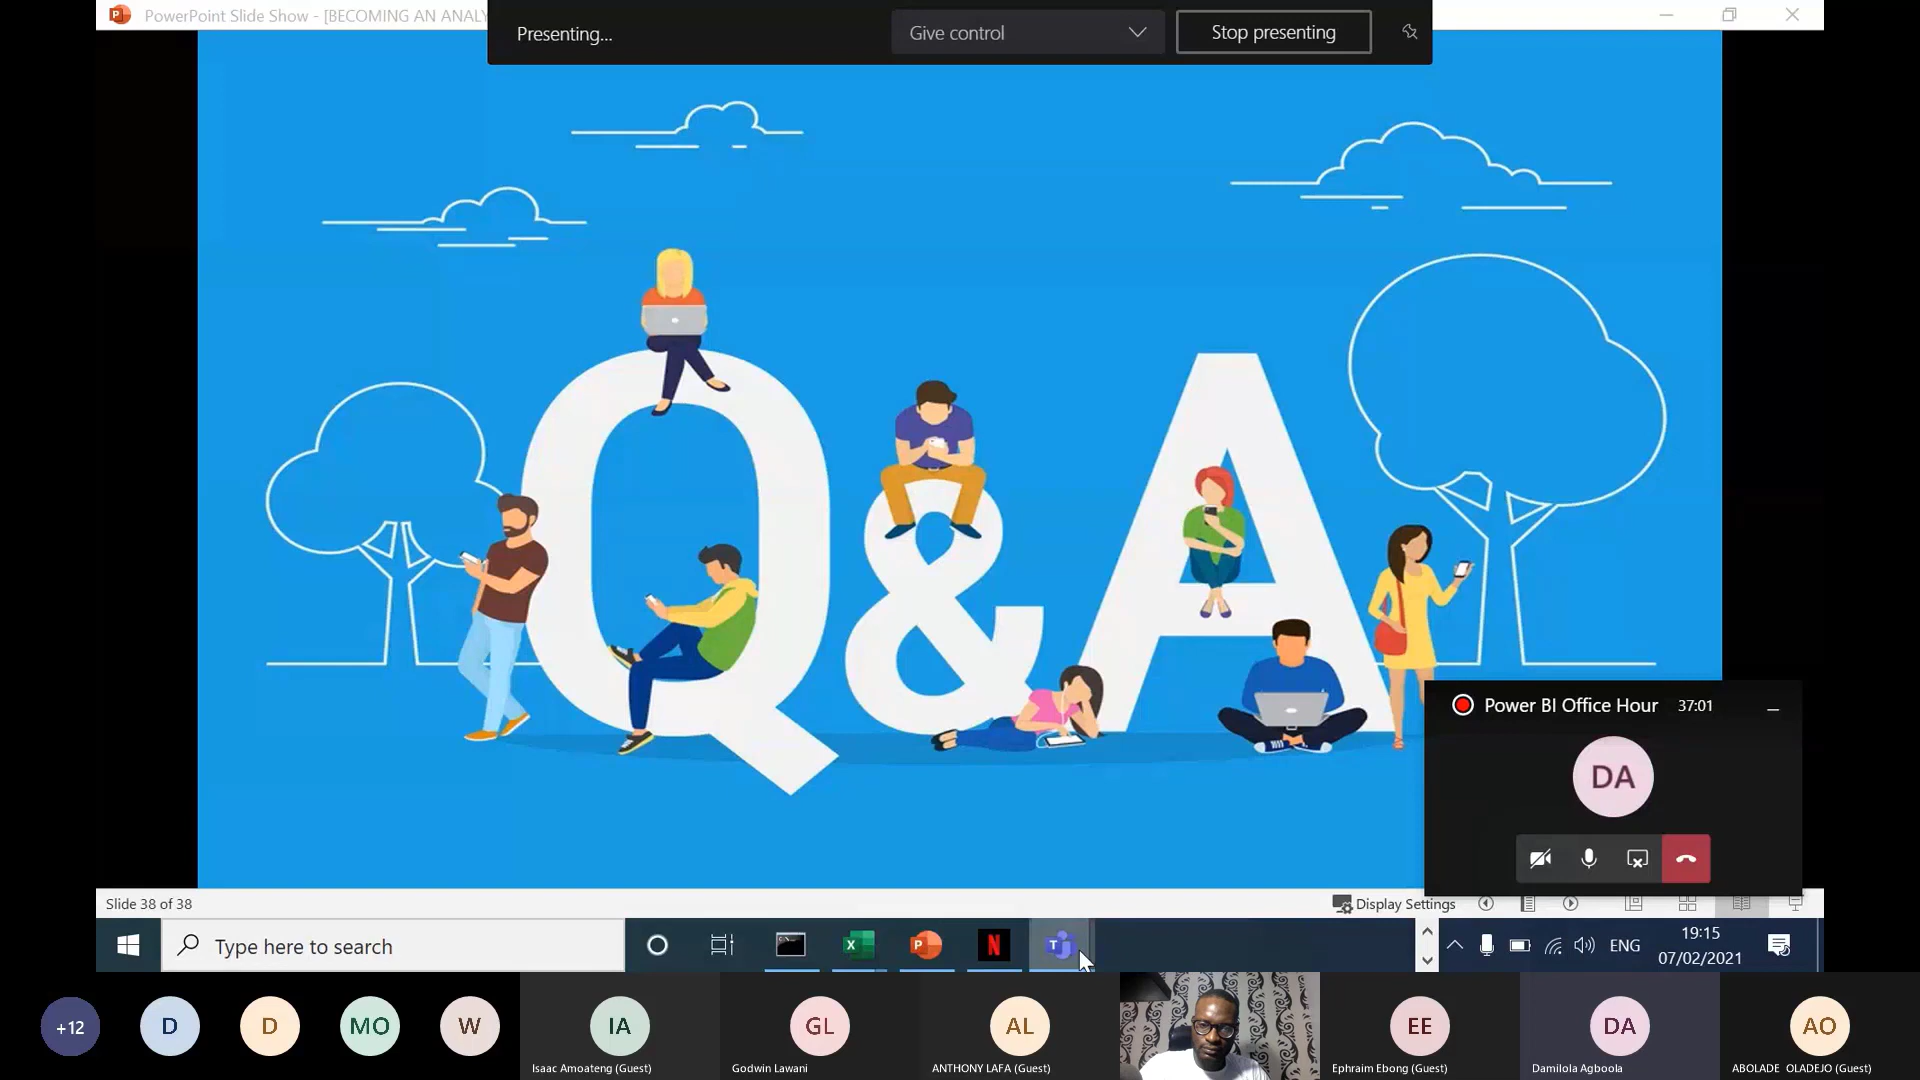 PowerPoint Slide Show - [BECOMING AN ANALY
Presenting...
Give control
Stop presenting
Q&A
Power BI Office Hour 37:01
DA
Slide 38 of 38
Display Settings
Type here to search
ENG
19:15
07/02/2021
+12
D
D
MO
W
IA
Isaac Amoateng (Guest)
GL
Godwin Lawani
AL
ANTHONY LAFA (Guest)
EE
Ephraim Ebong (Guest)
DA
Damilola Agboola
AO
ABOLADE OLADEJO (Guest)